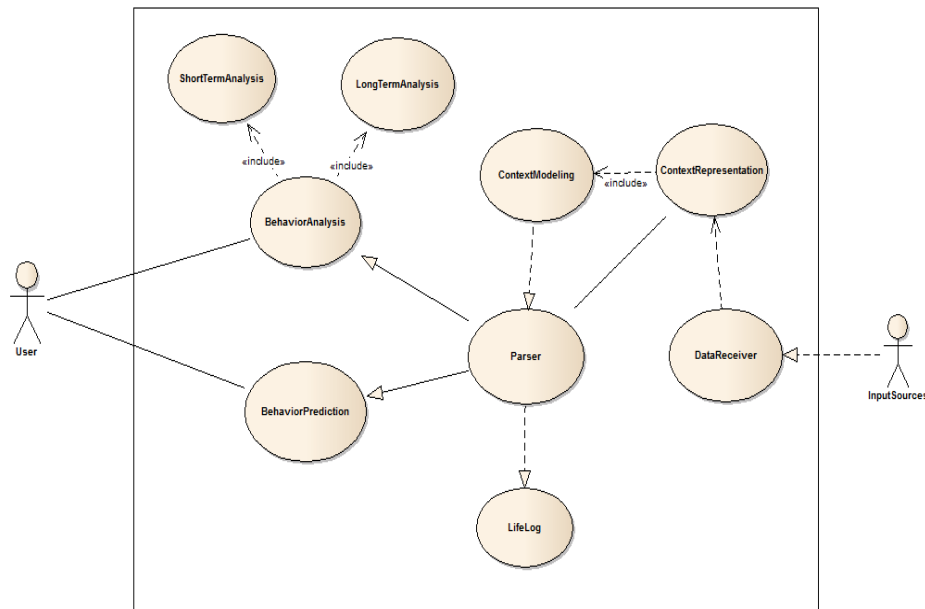 ShortTermAnalysis
LongTermAnalysis
«include»
«include»
ContextModeling
ContextRepresentation
«include»
BehaviorAnalysis
User
Parser
DataReceiver
InputSources
BehaviorPrediction
LifeLog